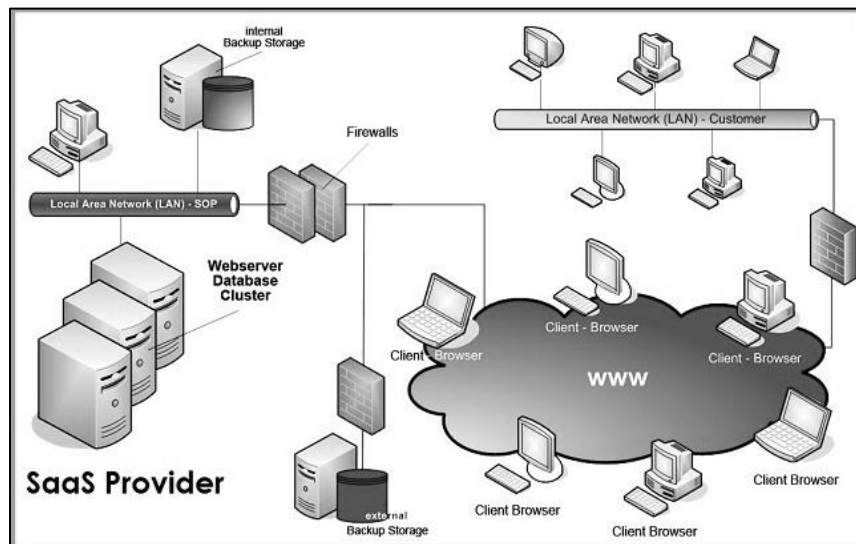 internal
Backup Storage
Firewalls
Local Area Network (LAN) - Customer
Local Area Network (LAN) - SOP
Webserver
Database
Cluster
Client - Browser
Client - Browser
Client - Browser
WWW
SaaS Provider
external
Backup Storage
Client Browser
Client Browser
Client Browser